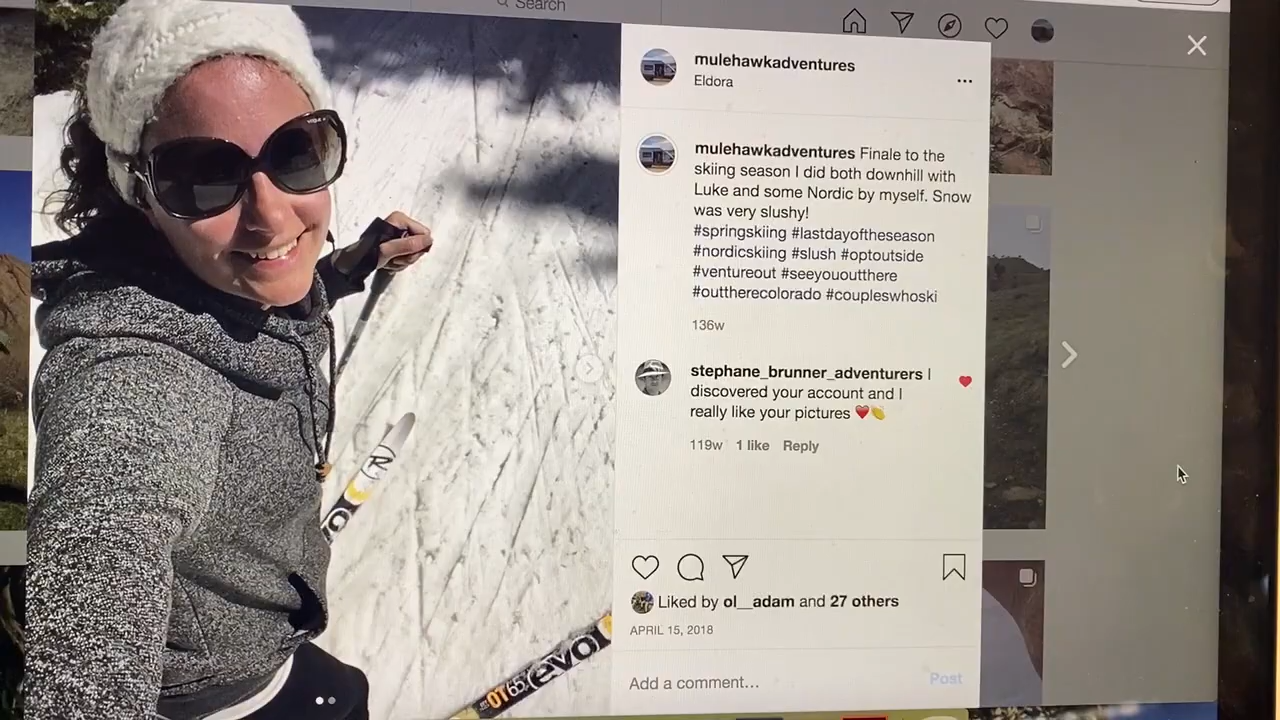 Search
mulehawkadventures
Eldora
mulehawkadventures Finale to the
skiing season I did both downhill with
Luke and some Nordic by myself. Snow
was very slushy!
#springskiing #lastdayoftheseason
#nordicskiing #slush #optoutside
#ventureout #seeyououtthere
#outtherecolorado #coupleswhoski
136w
stephane_brunner_adventurers I
discovered your account and I
really like your pictures ❤️👏
119w 1 like Reply
Liked by ol__adam and 27 others
APRIL 15, 2018
Add a comment...
Post
R
OT65 evo